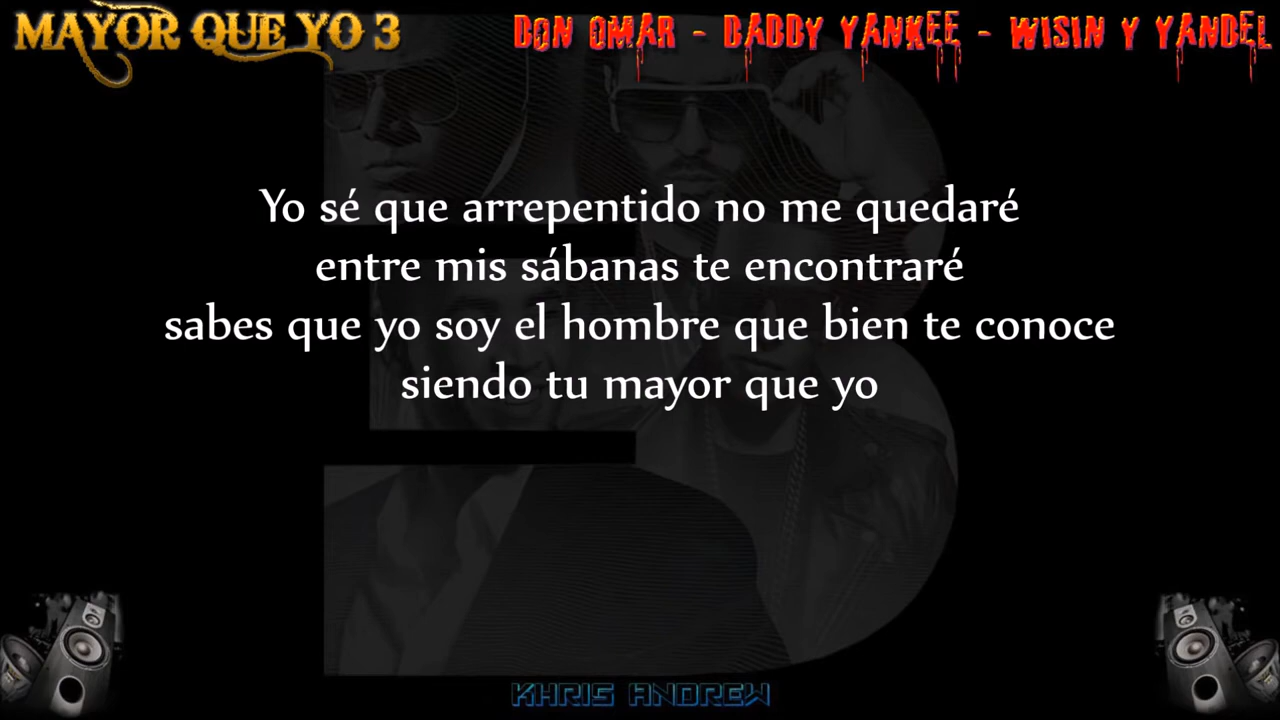 MAYOR QUE YO 3
DON OMAR - DADDY YANKEE - WISIN Y YANDEL
Yo sé que arrepentido no me quedaré
entre mis sábanas te encontraré
sabes que yo soy el hombre que bien te conoce
siendo tu mayor que yo
KHRIS ANDREW